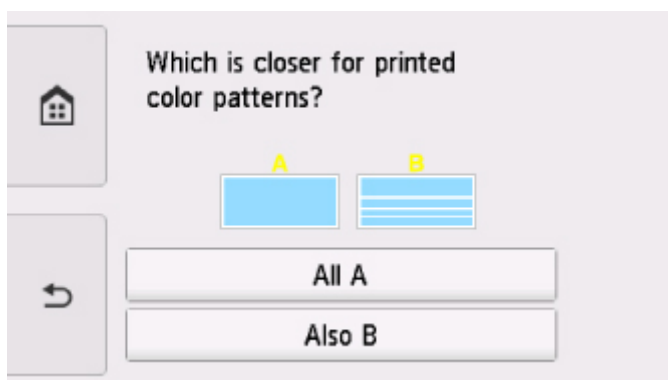 Which is closer for printed
color patterns?
A B
All A
Also B